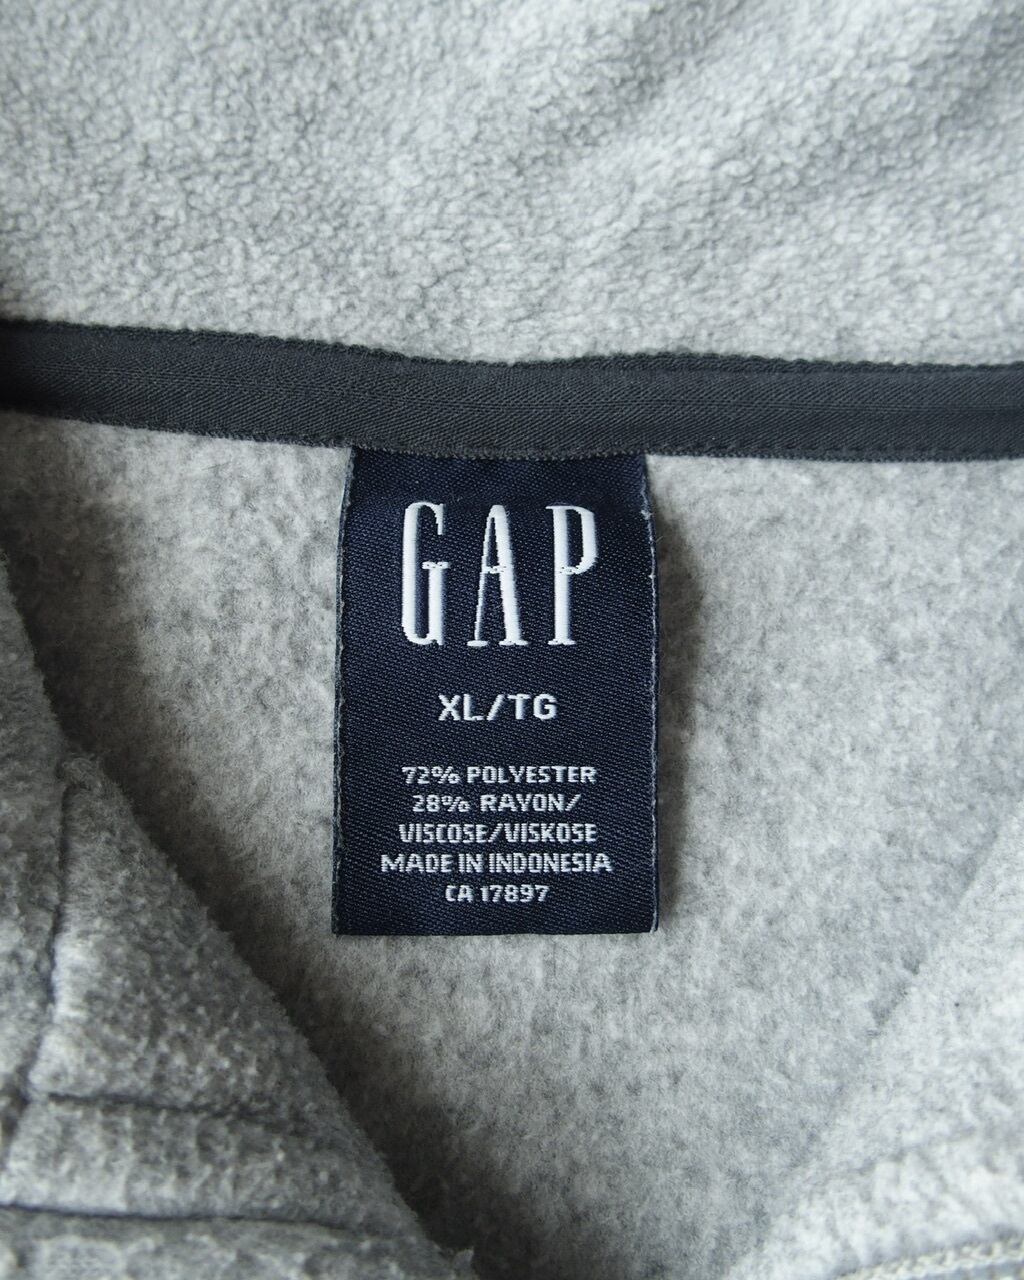 GAP
XL/TG
72% POLYESTER
28% RAYON/
VISCOSE/VISKOSE
MADE IN INDONESIA
CA 17897